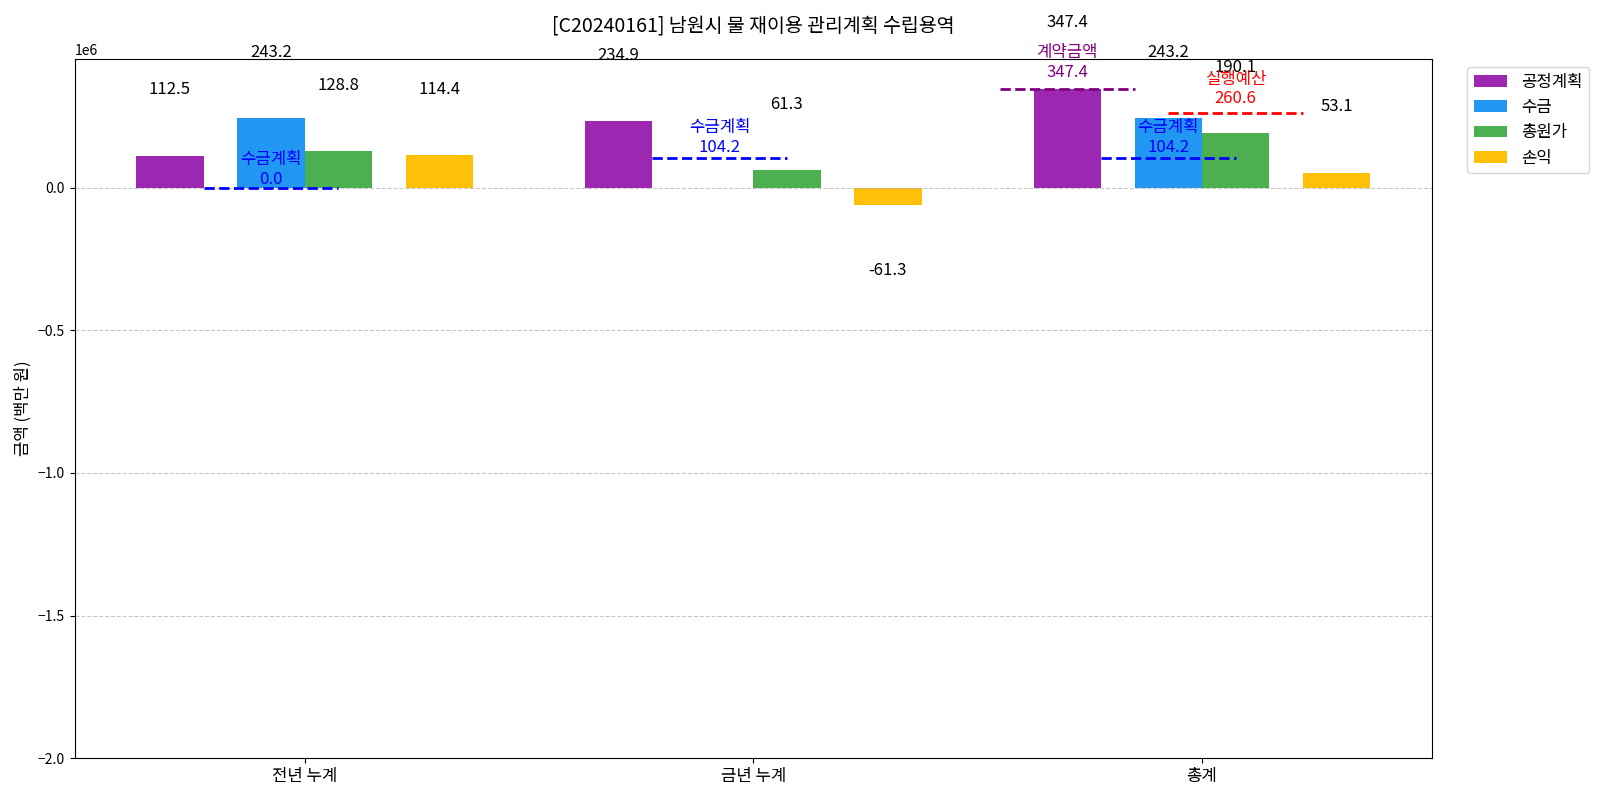 [C20240161] 남원시 물 재이용 관리계획 수립용역
1e6
금액 (백만 원)
0.0
−0.5
−1.0
−1.5
−2.0
112.5
243.2
128.8
114.4
수금계획
0.0
234.9
수금계획
104.2
61.3
-61.3
347.4
계약금액
347.4
243.2
수금계획
104.2
190.1
실행예산
260.6
53.1
전년 누계
금년 누계
총계
공정계획
수금
총원가
손익